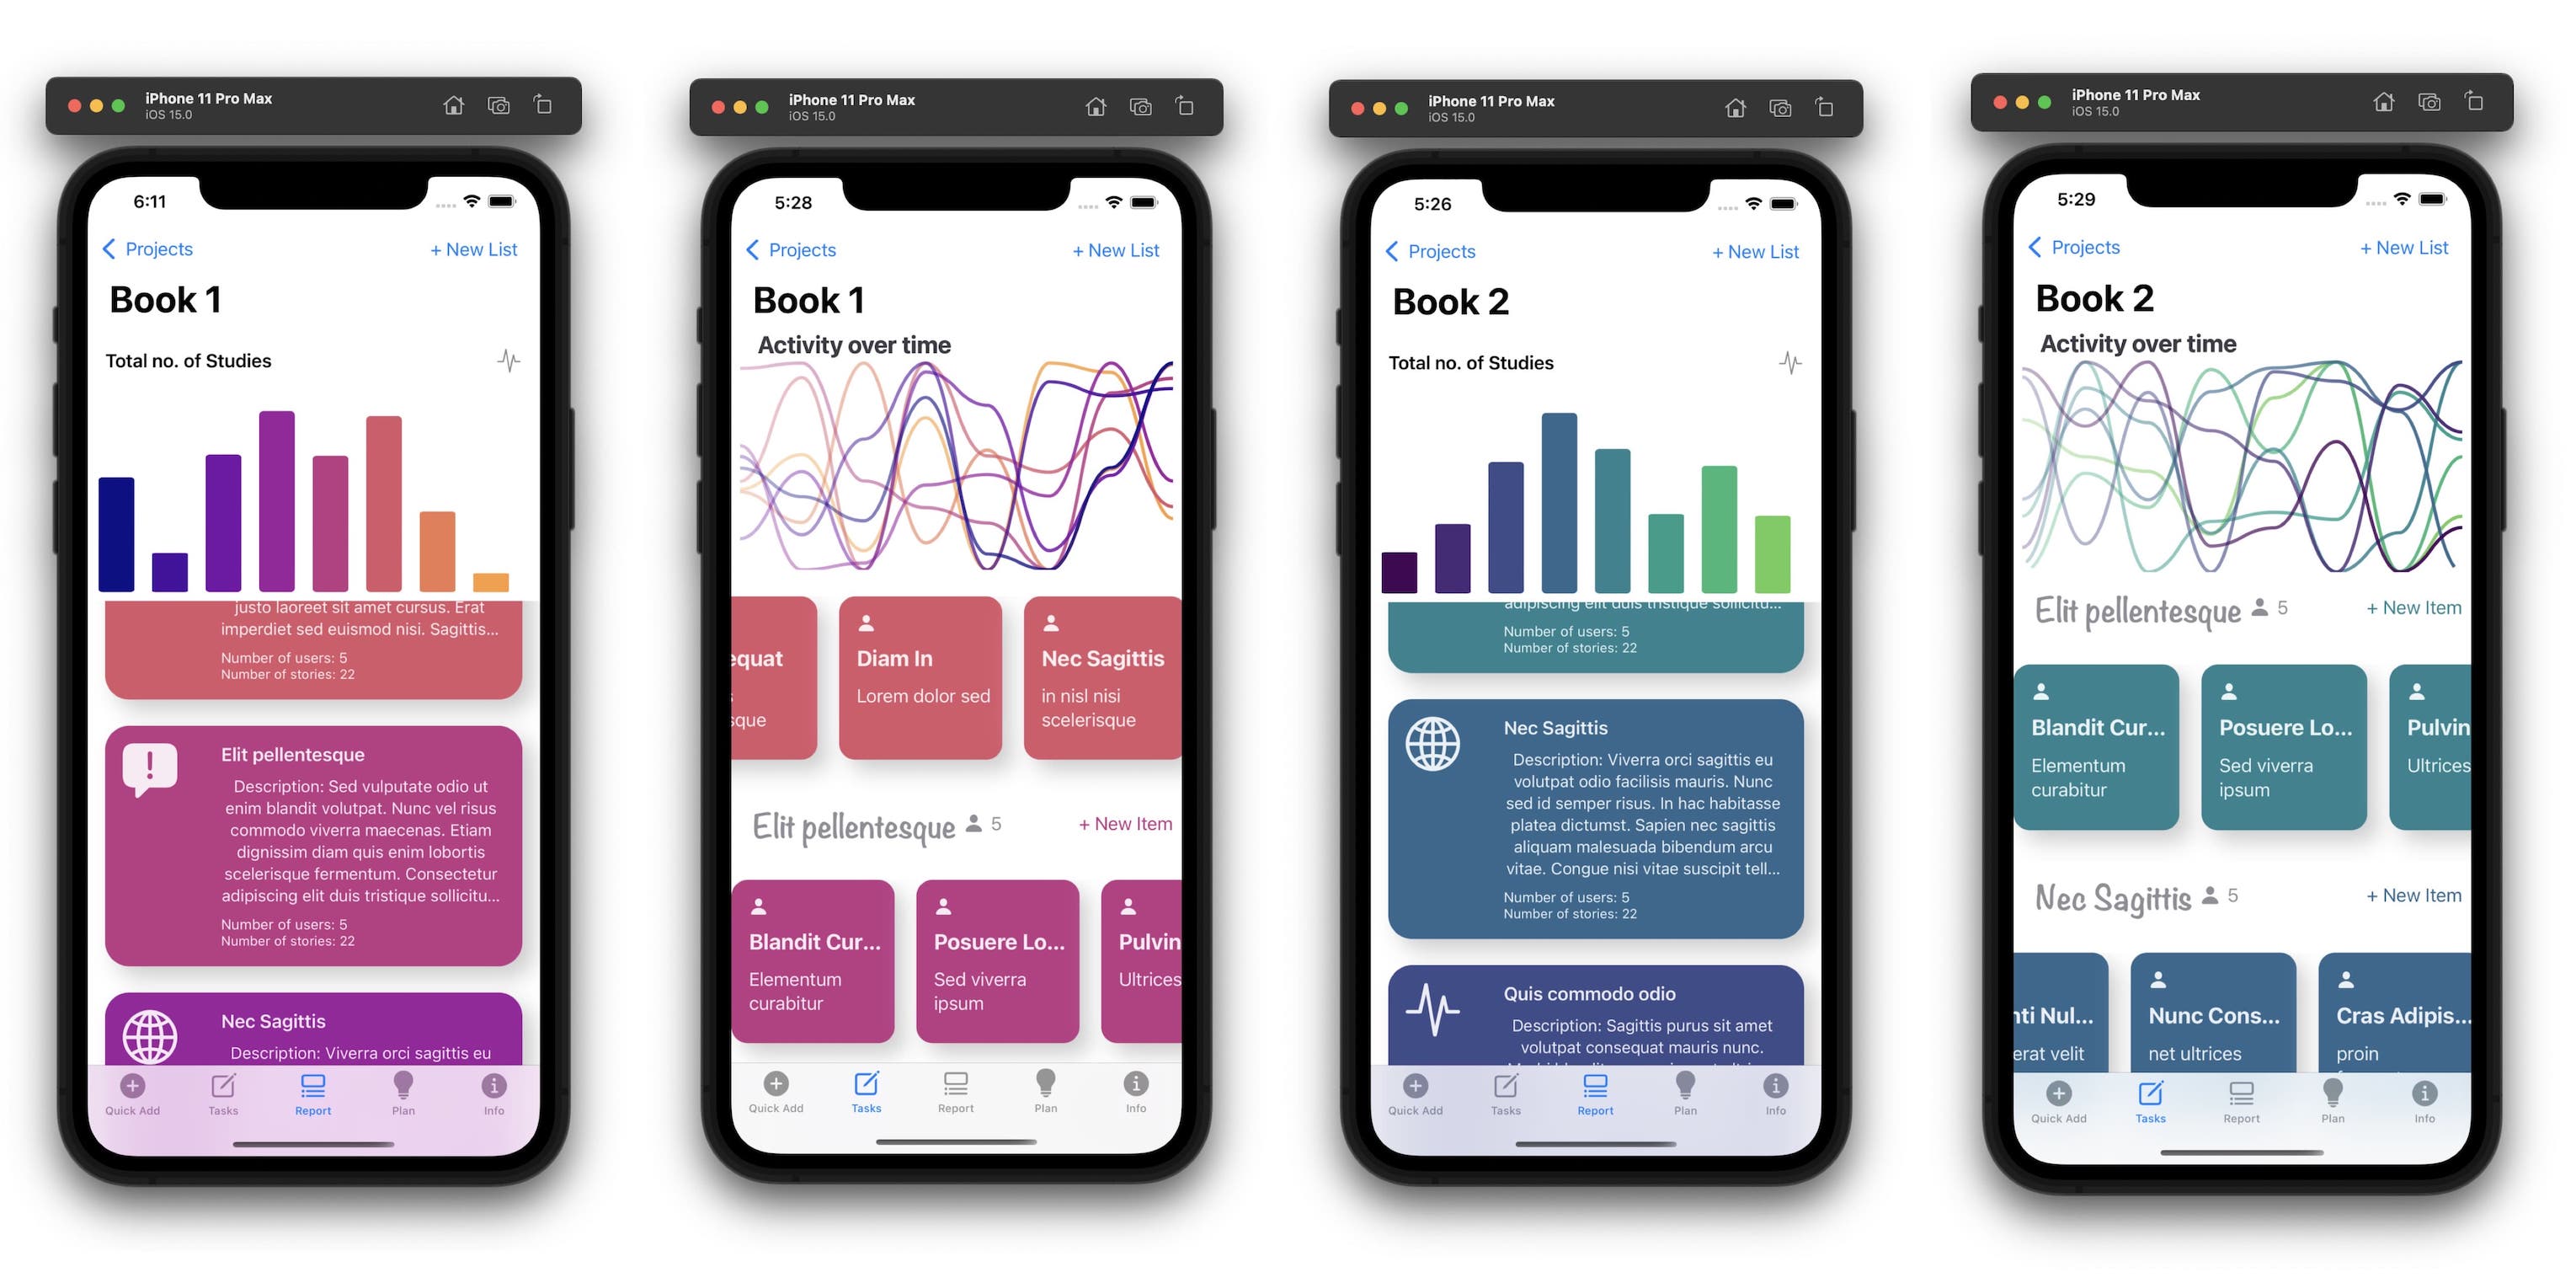 iPhone 11 Pro Max
iOS 15.0
6:11
Projects
+ New List
Book 1
Total no. of Studies
justo laoreet sit amet cursus. Erat
imperdiet sed euismod nisi. Sagittis...
Number of users: 5
Number of stories: 22
Elit pellentesque
Description: Sed vulputate odio ut
enim blandit volutpat. Nunc vel risus
commodo viverra maecenas. Etiam
dignissim diam quis enim lobortis
scelerisque fermentum. Consectetur
adipiscing elit duis tristique sollicitu...
Number of users: 5
Number of stories: 22
Nec Sagittis
Description: Viverra orci sagittis eu
Quick Add
Tasks
Report
Plan
Info
iPhone 11 Pro Max
iOS 15.0
5:28
Projects
+ New List
Book 1
Activity over time
equat
sque
Diam In
Lorem dolor sed
Nec Sagittis
in nisl nisi
scelerisque
Elit pellentesque
5
+ New Item
Blandit Cur...
Elementum
curabitur
Posuere Lo...
Sed viverra
ipsum
Pulvin
Ultrices
Quick Add
Tasks
Report
Plan
Info
iPhone 11 Pro Max
iOS 15.0
5:26
Projects
+ New List
Book 2
Total no. of Studies
adipiscing elit duis tristique sollicitu...
Number of users: 5
Number of stories: 22
Nec Sagittis
Description: Viverra orci sagittis eu
volutpat odio facilisis mauris. Nunc
sed id semper risus. In hac habitasse
platea dictumst. Sapien nec sagittis
aliquam malesuada bibendum arcu
vitae. Congue nisi vitae suscipit tell...
Number of users: 5
Number of stories: 22
Quis commodo odio
Description: Sagittis purus sit amet
volutpat consequat mauris nunc.
Quick Add
Tasks
Report
Plan
Info
iPhone 11 Pro Max
iOS 15.0
5:29
Projects
+ New List
Book 2
Activity over time
Elit pellentesque
5
+ New Item
Blandit Cur...
Elementum
curabitur
Posuere Lo...
Sed viverra
ipsum
Pulvin
Ultrices
Nec Sagittis
5
+ New Item
nti Nul...
erat velit
Nunc Cons...
net ultrices
Cras Adipis...
proin
Quick Add
Tasks
Report
Plan
Info